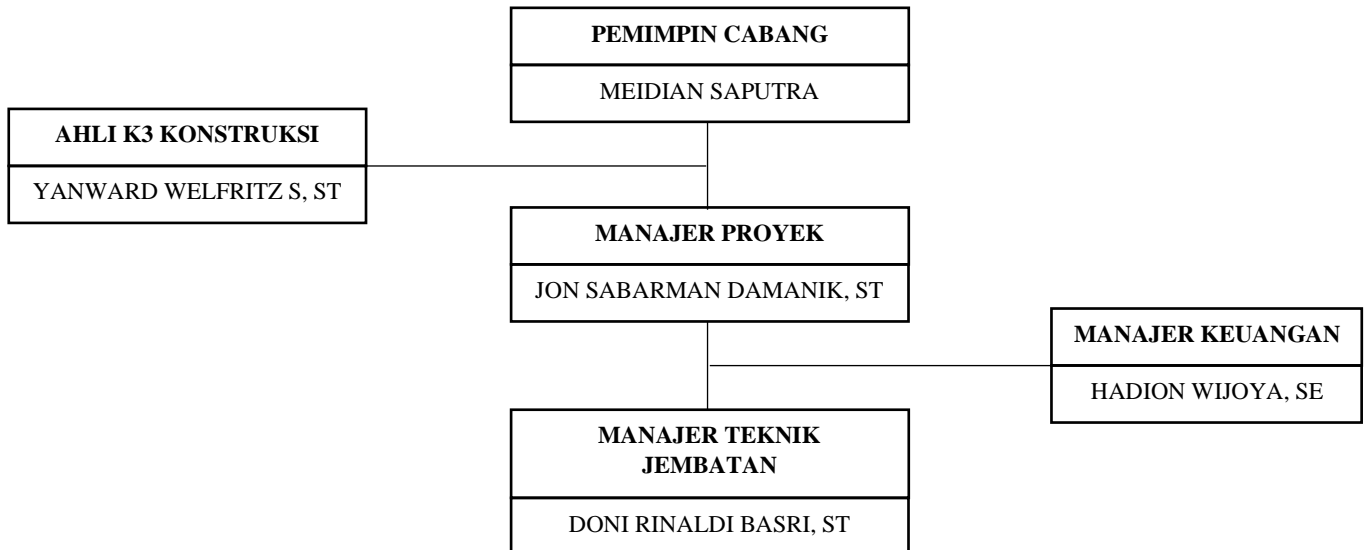 PEMIMPIN CABANG
MEIDIAN SAPUTRA
AHLI K3 KONSTRUKSI
YANWARD WELFRITZ S, ST
MANAJER PROYEK
JON SABARMAN DAMANIK, ST
MANAJER KEUANGAN
HADION WIJOYA, SE
MANAJER TEKNIK
JEMBATAN
DONI RINALDI BASRI, ST